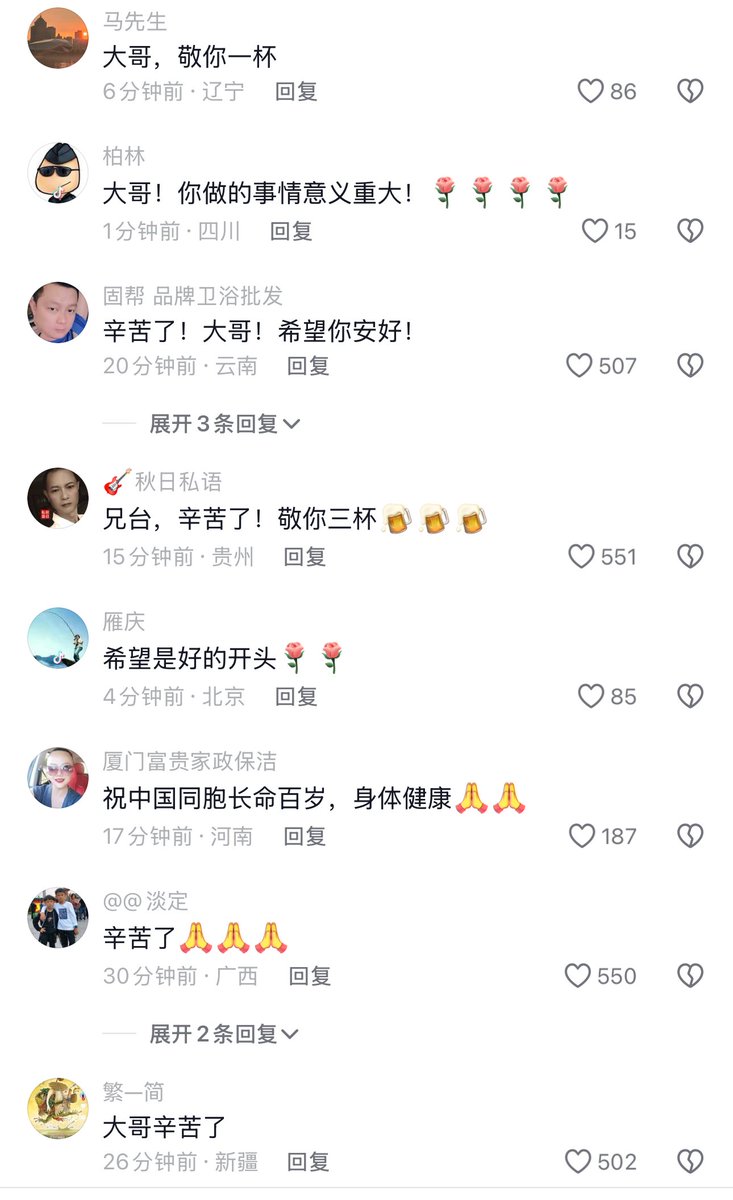 马先生
大哥，敬你一杯
6分钟前·辽宁 回复 86
柏林
大哥！你做的事情意义重大！🌹🌹🌹🌹
1分钟前·四川 回复 15
固帮 品牌卫浴批发
辛苦了！大哥！希望你安好！
20分钟前·云南 回复 507
展开3条回复
🎸秋日私语
兄台，辛苦了！敬你三杯🍺🍺🍺
15分钟前·贵州 回复 551
雁庆
希望是好的开头🌹🌹
4分钟前·北京 回复 85
厦门富贵家政保洁
祝中国同胞长命百岁，身体健康🙏🙏
17分钟前·河南 回复 187
@@淡定
辛苦了🙏🙏🙏
30分钟前·广西 回复 550
展开2条回复
繁一简
大哥辛苦了
26分钟前·新疆 回复 502